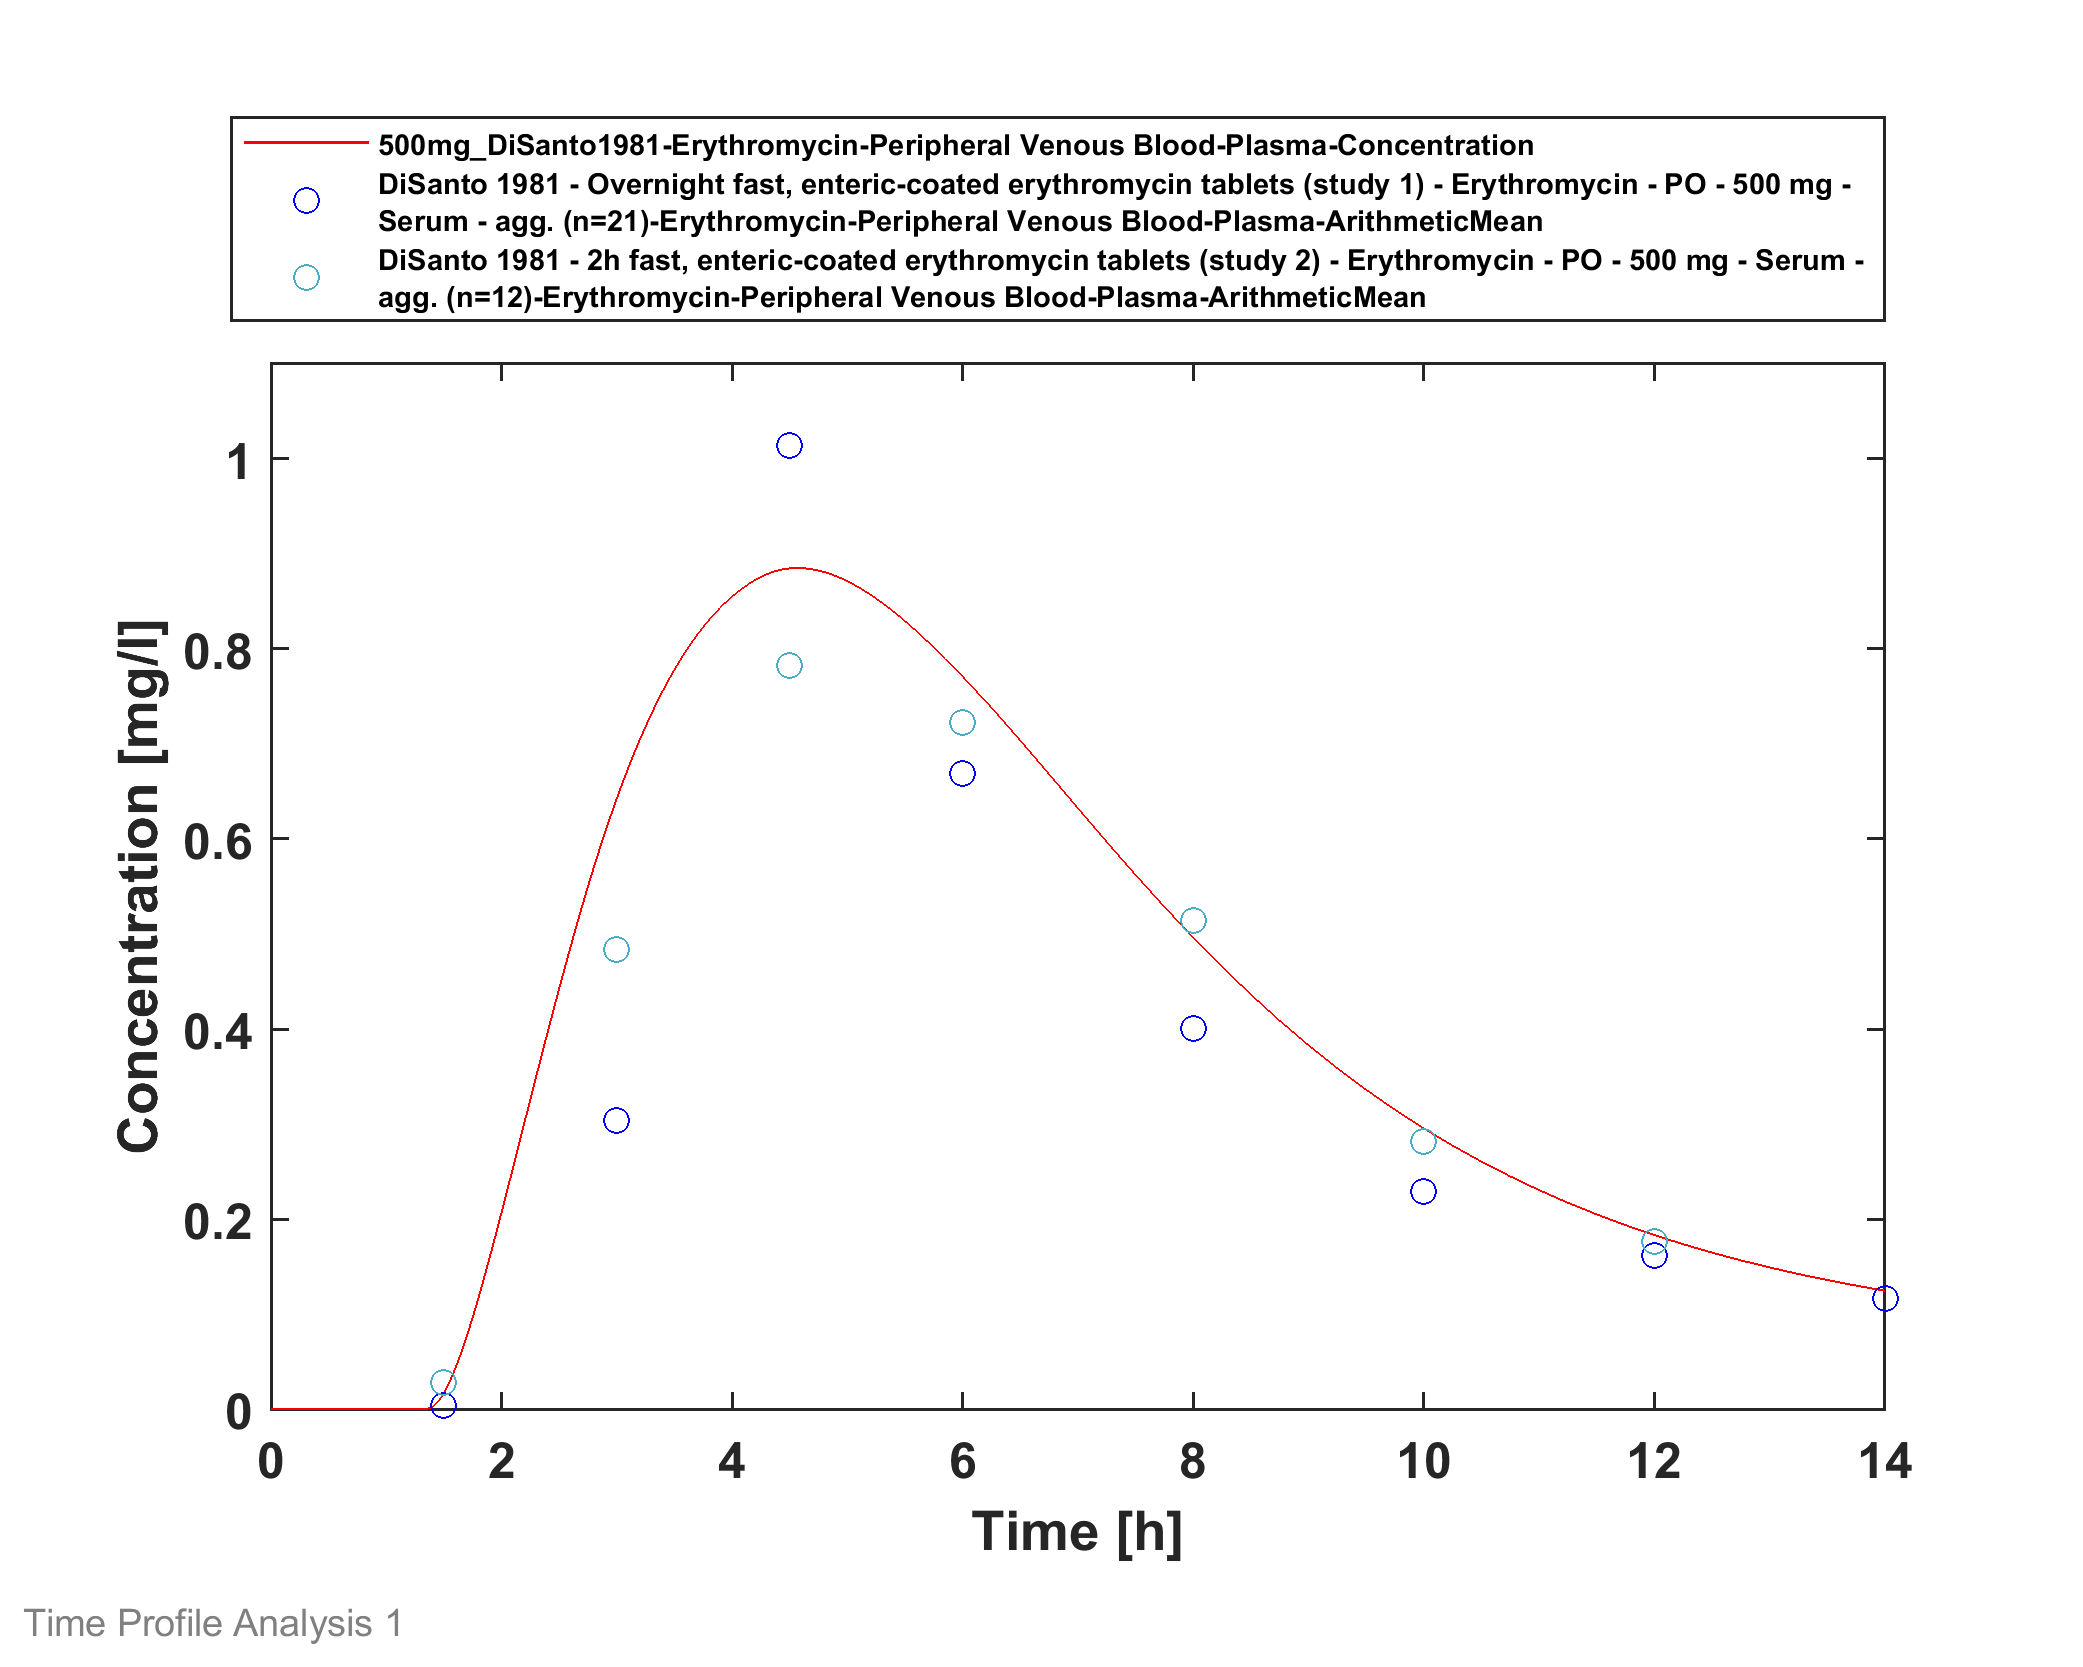 500mg_DiSanto1981-Erythromycin-Peripheral Venous Blood-Plasma-Concentration
DiSanto 1981 - Overnight fast, enteric-coated erythromycin tablets (study 1) - Erythromycin - PO - 500 mg -
Serum - agg. (n=21)-Erythromycin-Peripheral Venous Blood-Plasma-ArithmeticMean
DiSanto 1981 - 2h fast, enteric-coated erythromycin tablets (study 2) - Erythromycin - PO - 500 mg - Serum -
agg. (n=12)-Erythromycin-Peripheral Venous Blood-Plasma-ArithmeticMean
1
0.8
0.6
0.4
0.2
0
Concentration [mg/l]
0 2 4 6 8 10 12 14
Time [h]
Time Profile Analysis 1